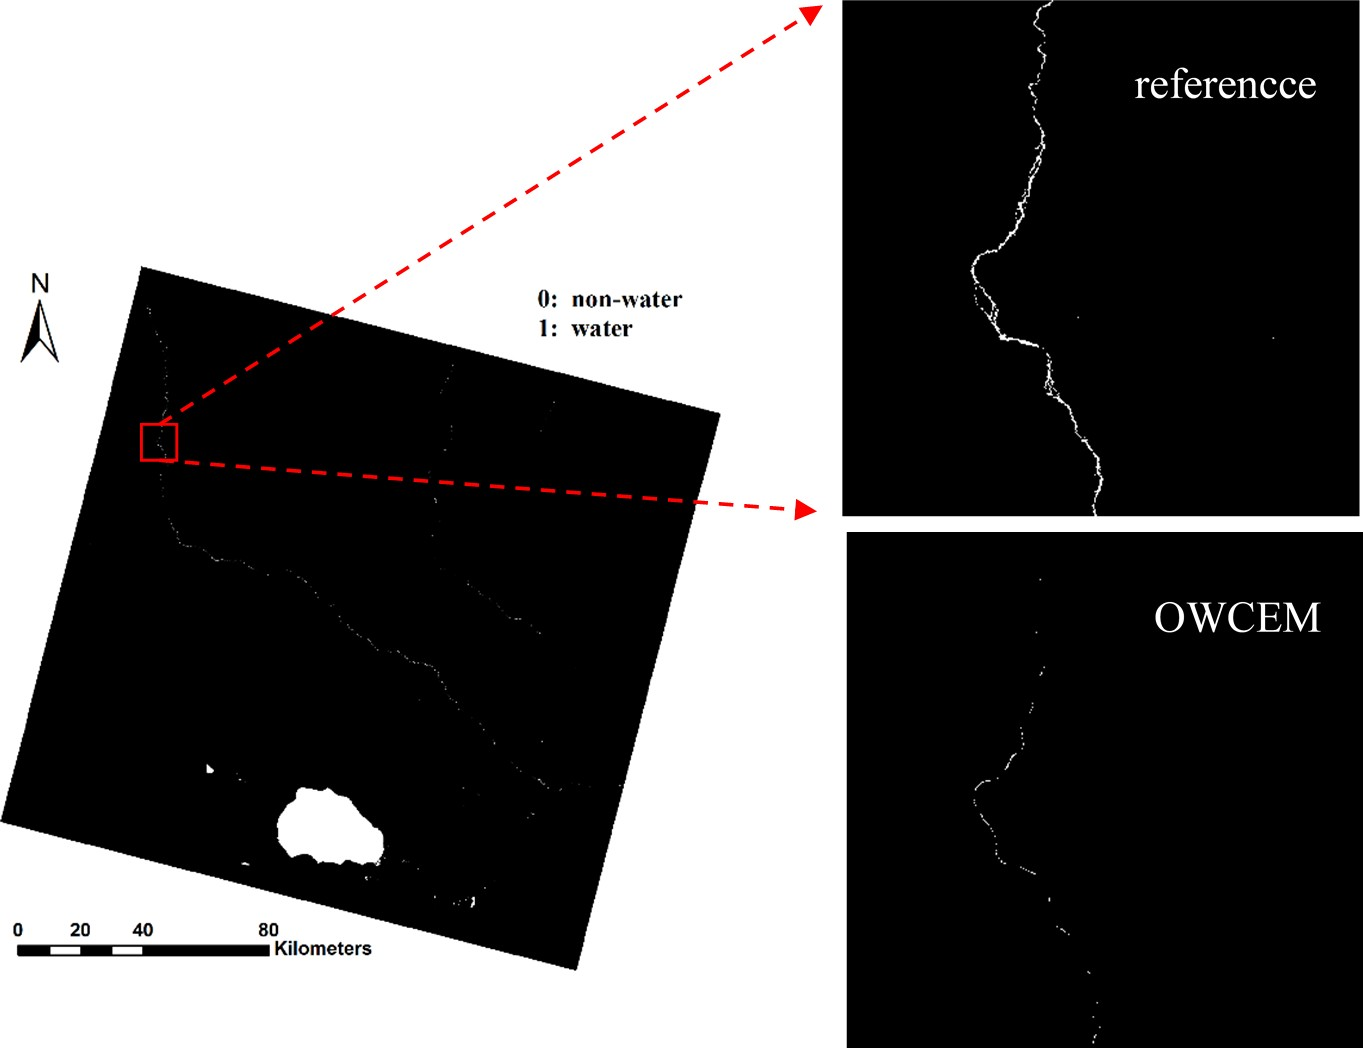 referencce
N
0: non-water
1: water
OWCEM
0 20 40 80
Kilometers